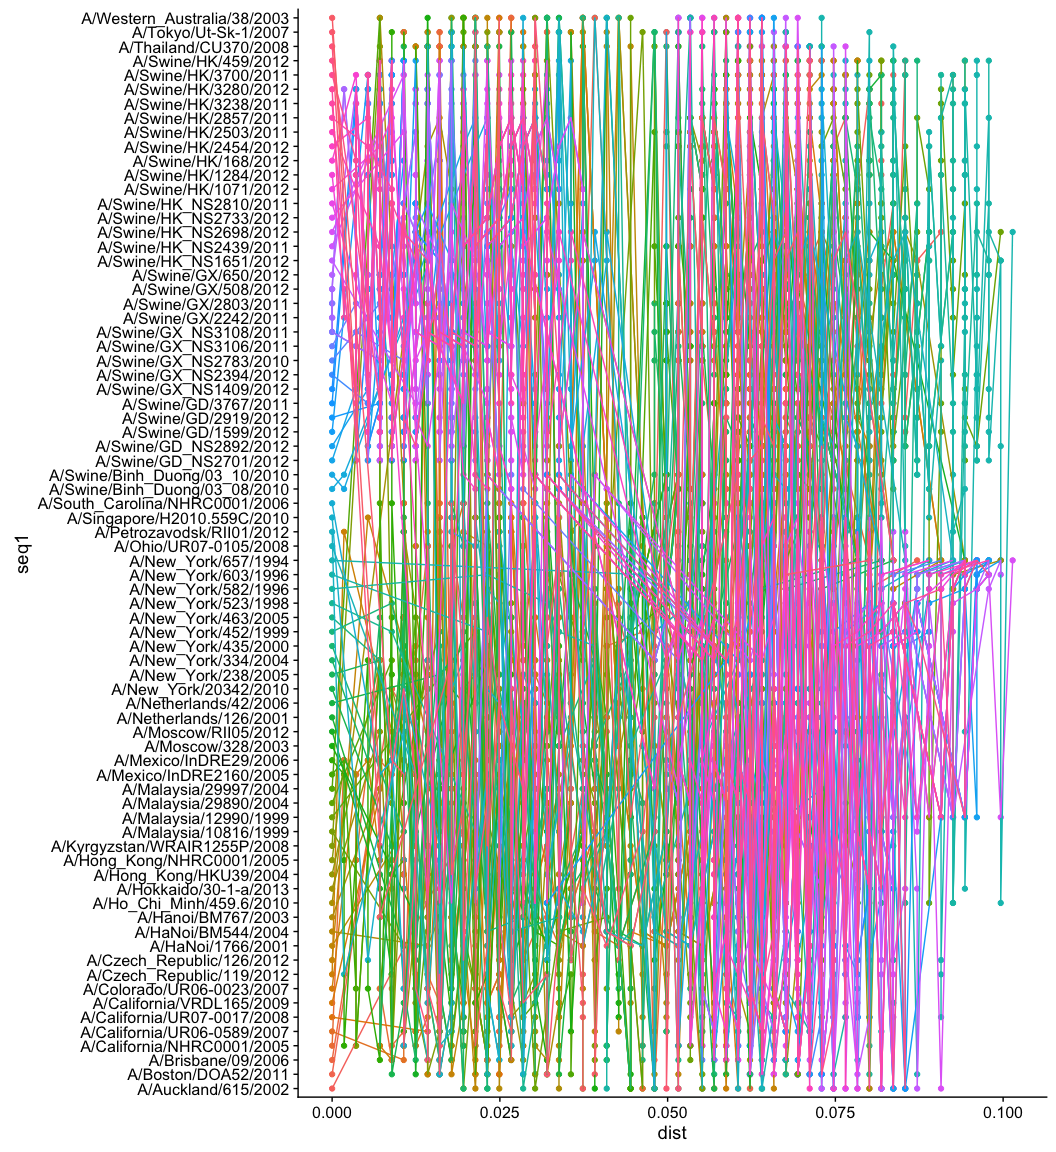 A/Western_Australia/38/2003
A/Tokyo/Ut-Sk-1/2007
A/Thailand/CU370/2008
A/Swine/HK/459/2012
A/Swine/HK/3700/2011
A/Swine/HK/3280/2012
A/Swine/HK/3238/2011
A/Swine/HK/2857/2011
A/Swine/HK/2503/2011
A/Swine/HK/2454/2012
A/Swine/HK/168/2012
A/Swine/HK/1284/2012
A/Swine/HK/1071/2012
A/Swine/HK_NS2810/2011
A/Swine/HK_NS2733/2012
A/Swine/HK_NS2698/2012
A/Swine/HK_NS2439/2011
A/Swine/HK_NS1651/2012
A/Swine/GX/650/2012
A/Swine/GX/508/2012
A/Swine/GX/2803/2011
A/Swine/GX/2242/2011
A/Swine/GX_NS3108/2011
A/Swine/GX_NS3106/2011
A/Swine/GX_NS2783/2010
A/Swine/GX_NS2394/2012
A/Swine/GX_NS1409/2012
A/Swine/GD/3767/2011
A/Swine/GD/2919/2012
A/Swine/GD/1599/2012
A/Swine/GD_NS2892/2012
A/Swine/GD_NS2701/2012
A/Swine/Binh_Duong/03_10/2010
A/Swine/Binh_Duong/03_08/2010
A/South_Carolina/NHRC0001/2006
A/Singapore/H2010.559C/2010
A/Petrozavodsk/RII01/2012
A/Ohio/UR07-0105/2008
A/New_York/657/1994
A/New_York/603/1996
A/New_York/582/1996
A/New_York/523/1998
A/New_York/463/2005
A/New_York/452/1999
A/New_York/435/2000
A/New_York/334/2004
A/New_York/238/2005
A/New_York/20342/2010
A/Netherlands/42/2006
A/Netherlands/126/2001
A/Moscow/RII05/2012
A/Moscow/328/2003
A/Mexico/InDRE29/2006
A/Mexico/InDRE2160/2005
A/Malaysia/29997/2004
A/Malaysia/29890/2004
A/Malaysia/12990/1999
A/Malaysia/10816/1999
A/Kyrgyzstan/WRAIR1255P/2008
A/Hong_Kong/NHRC0001/2005
A/Hong_Kong/HKU39/2004
A/Hokkaido/30-1-a/2013
A/Ho_Chi_Minh/459.6/2010
A/Hanoi/BM767/2003
A/HaNoi/BM544/2004
A/HaNoi/1766/2001
A/Czech_Republic/126/2012
A/Czech_Republic/119/2012
A/Colorado/UR06-0023/2007
A/California/VRDL165/2009
A/California/UR07-0017/2008
A/California/UR06-0589/2007
A/California/NHRC0001/2005
A/Brisbane/09/2006
A/Boston/DOA52/2011
A/Auckland/615/2002
seq1
0.000 0.025 0.050 0.075 0.100
dist